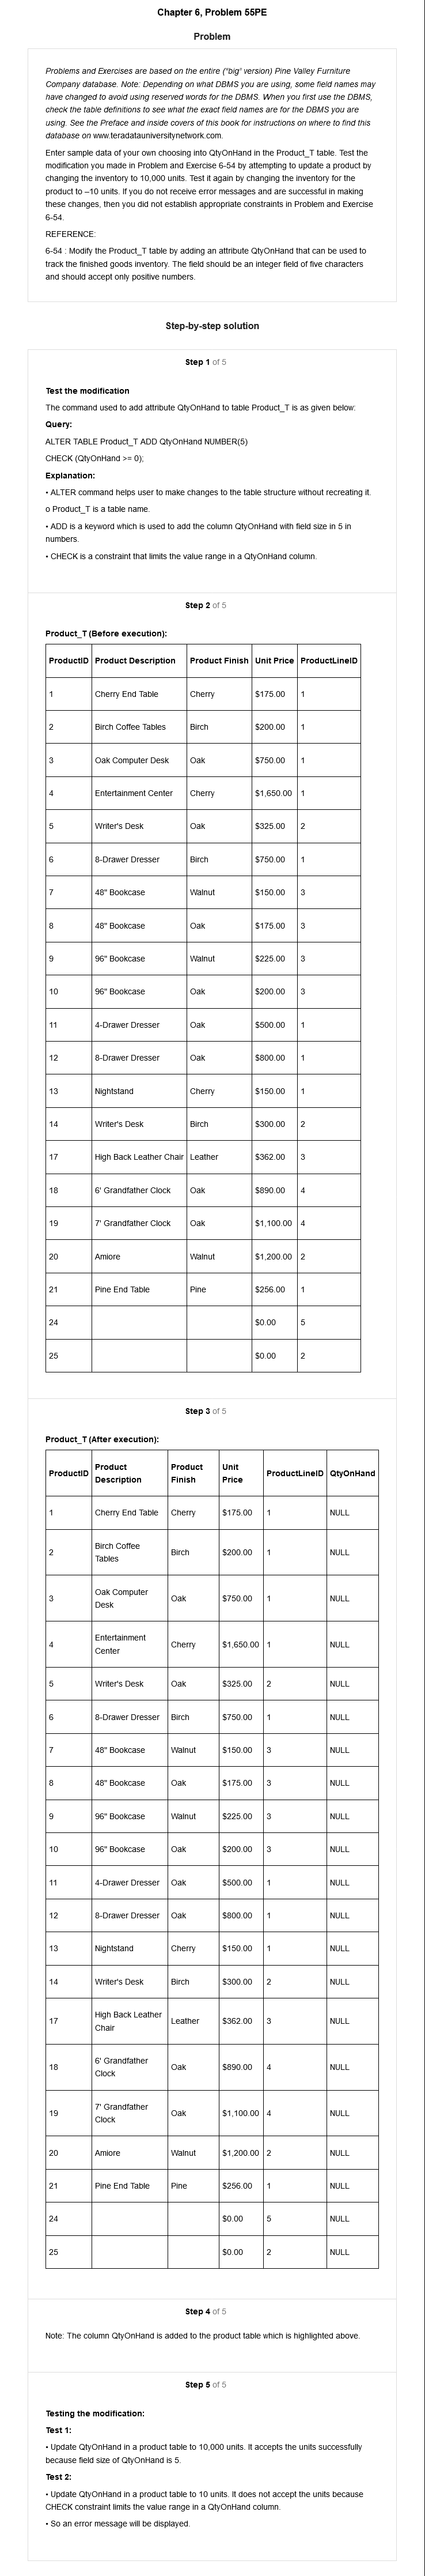 Chapter 6, Problem 55PE
Problem
Problems and Exercises are based on the entire ("big" version) Pine Valley Furniture
Company database. Note: Depending on what DBMS you are using, some field names may
have changed to avoid using reserved words for the DBMS. When you first use the DBMS,
check the table definitions to see what the exact field names are for the DBMS you are
using. See the Preface and inside covers of this book for instructions on where to find this
database on www.teradatauniversitynetwork.com.
Enter sample data of your own choosing into QtyOnHand in the Product_T table. Test the
modification you made in Problem and Exercise 6-54 by attempting to update a product by
changing the inventory to 10,000 units. Test it again by changing the inventory for the
product to –10 units. If you do not receive error messages and are successful in making
these changes, then you did not establish appropriate constraints in Problem and Exercise
6-54.
REFERENCE:
6-54 : Modify the Product_T table by adding an attribute QtyOnHand that can be used to
track the finished goods inventory. The field should be an integer field of five characters
and should accept only positive numbers.
Step-by-step solution
Step 1 of 5
Test the modification
The command used to add attribute QtyOnHand to table Product_T is as given below:
Query:
ALTER TABLE Product_T ADD QtyOnHand NUMBER(5)
CHECK (QtyOnHand >= 0);
Explanation:
• ALTER command helps user to make changes to the table structure without recreating it.
o Product_T is a table name.
• ADD is a keyword which is used to add the column QtyOnHand with field size in 5 in
numbers.
• CHECK is a constraint that limits the value range in a QtyOnHand column.
Step 2 of 5
Product_T (Before execution):
ProductID Product Description Product Finish Unit Price ProductLineID
1 Cherry End Table Cherry $175.00 1
2 Birch Coffee Tables Birch $200.00 1
3 Oak Computer Desk Oak $750.00 1
4 Entertainment Center Cherry $1,650.00 1
5 Writer's Desk Oak $325.00 2
6 8-Drawer Dresser Birch $750.00 1
7 48" Bookcase Walnut $150.00 3
8 48" Bookcase Oak $175.00 3
9 96" Bookcase Walnut $225.00 3
10 96" Bookcase Oak $200.00 3
11 4-Drawer Dresser Oak $500.00 1
12 8-Drawer Dresser Oak $800.00 1
13 Nightstand Cherry $150.00 1
14 Writer's Desk Birch $300.00 2
17 High Back Leather Chair Leather $362.00 3
18 6' Grandfather Clock Oak $890.00 4
19 7' Grandfather Clock Oak $1,100.00 4
20 Amiore Walnut $1,200.00 2
21 Pine End Table Pine $256.00 1
24 $0.00 5
25 $0.00 2
Step 3 of 5
Product_T (After execution):
ProductID Product Description Product Finish Unit Price ProductLineID QtyOnHand
1 Cherry End Table Cherry $175.00 1 NULL
2 Birch Coffee Tables Birch $200.00 1 NULL
3 Oak Computer Desk Oak $750.00 1 NULL
4 Entertainment Center Cherry $1,650.00 1 NULL
5 Writer's Desk Oak $325.00 2 NULL
6 8-Drawer Dresser Birch $750.00 1 NULL
7 48" Bookcase Walnut $150.00 3 NULL
8 48" Bookcase Oak $175.00 3 NULL
9 96" Bookcase Walnut $225.00 3 NULL
10 96" Bookcase Oak $200.00 3 NULL
11 4-Drawer Dresser Oak $500.00 1 NULL
12 8-Drawer Dresser Oak $800.00 1 NULL
13 Nightstand Cherry $150.00 1 NULL
14 Writer's Desk Birch $300.00 2 NULL
17 High Back Leather Chair Leather $362.00 3 NULL
18 6' Grandfather Clock Oak $890.00 4 NULL
19 7' Grandfather Clock Oak $1,100.00 4 NULL
20 Amiore Walnut $1,200.00 2 NULL
21 Pine End Table Pine $256.00 1 NULL
24 $0.00 5 NULL
25 $0.00 2 NULL
Step 4 of 5
Note: The column QtyOnHand is added to the product table which is highlighted above.
Step 5 of 5
Testing the modification:
Test 1:
• Update QtyOnHand in a product table to 10,000 units. It accepts the units successfully
because field size of QtyOnHand is 5.
Test 2:
• Update QtyOnHand in a product table to 10 units. It does not accept the units because
CHECK constraint limits the value range in a QtyOnHand column.
• So an error message will be displayed.